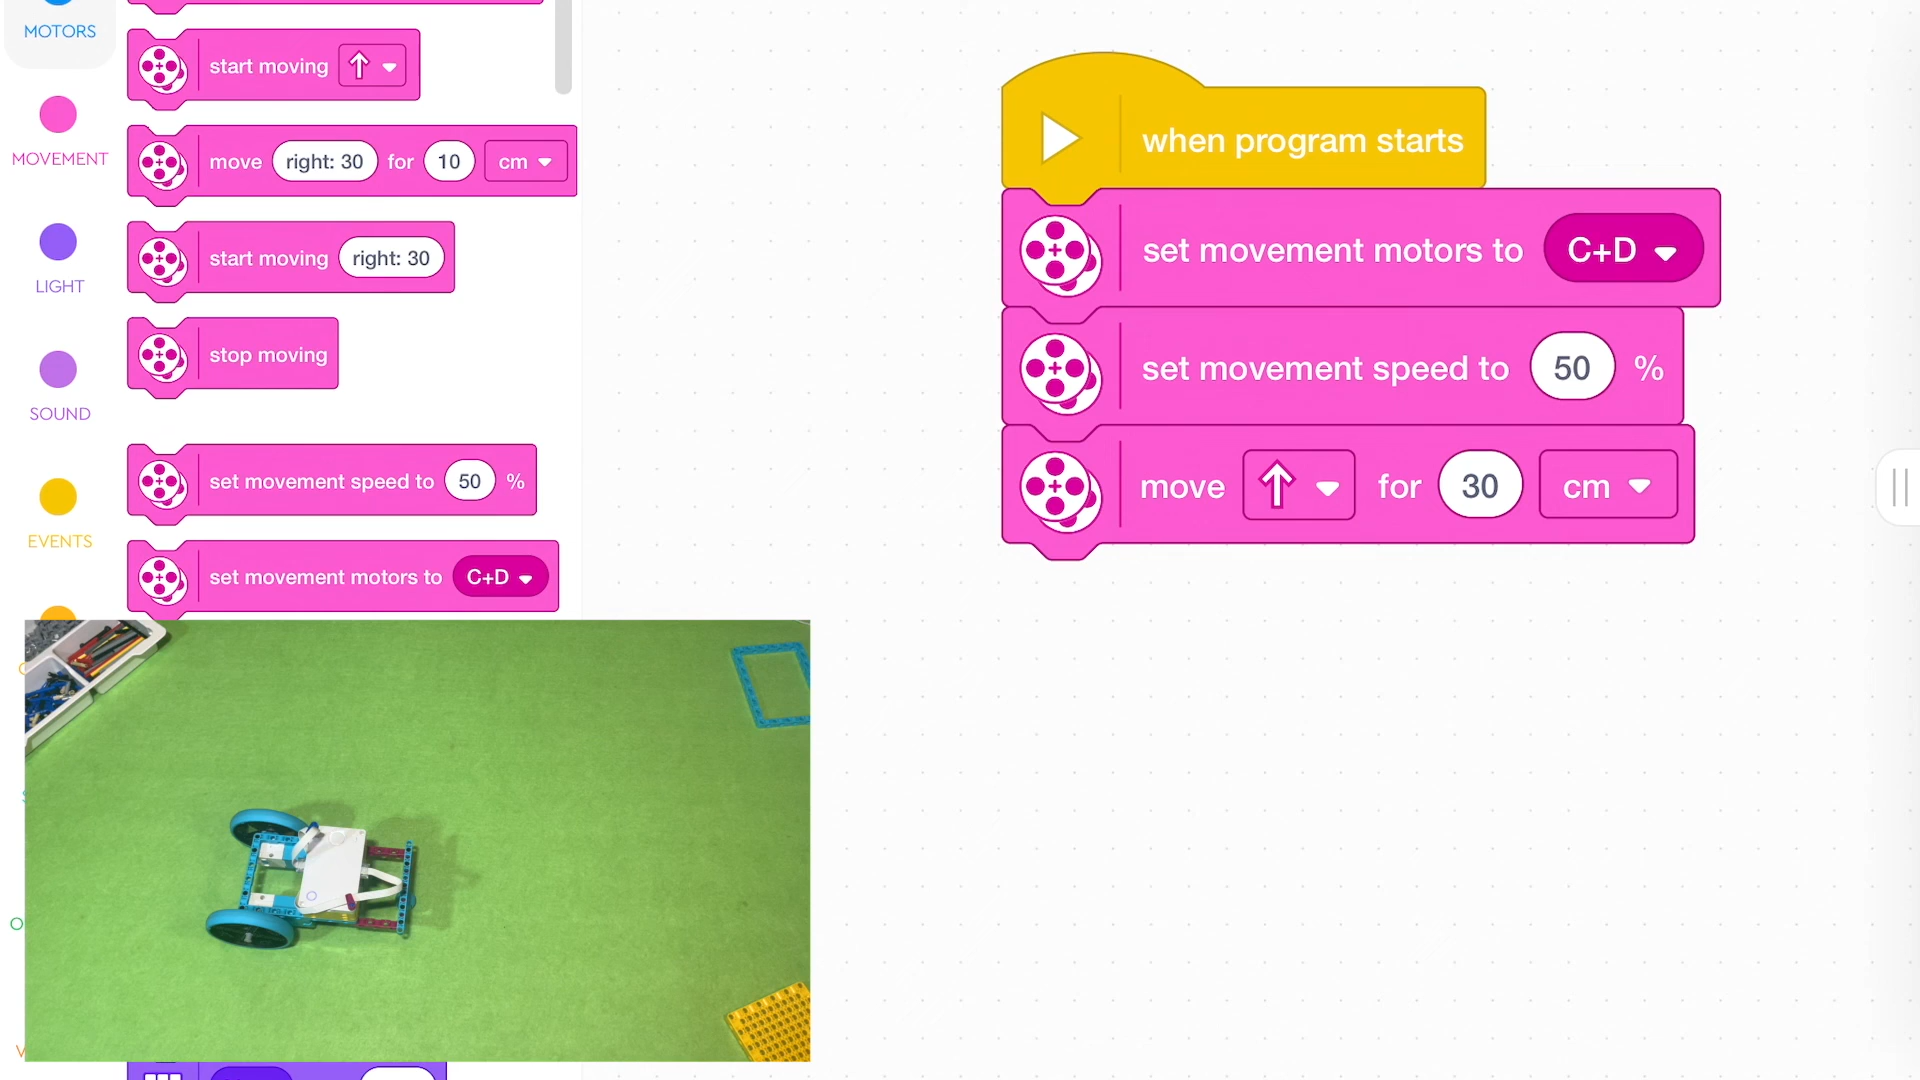 MOTORS
start moving
MOVEMENT
move right: 30 for 10 cm
LIGHT
start moving right: 30
SOUND
stop moving
EVENTS
set movement speed to 50 %
set movement motors to C+D
when program starts
set movement motors to C+D
set movement speed to 50 %
move for 30 cm